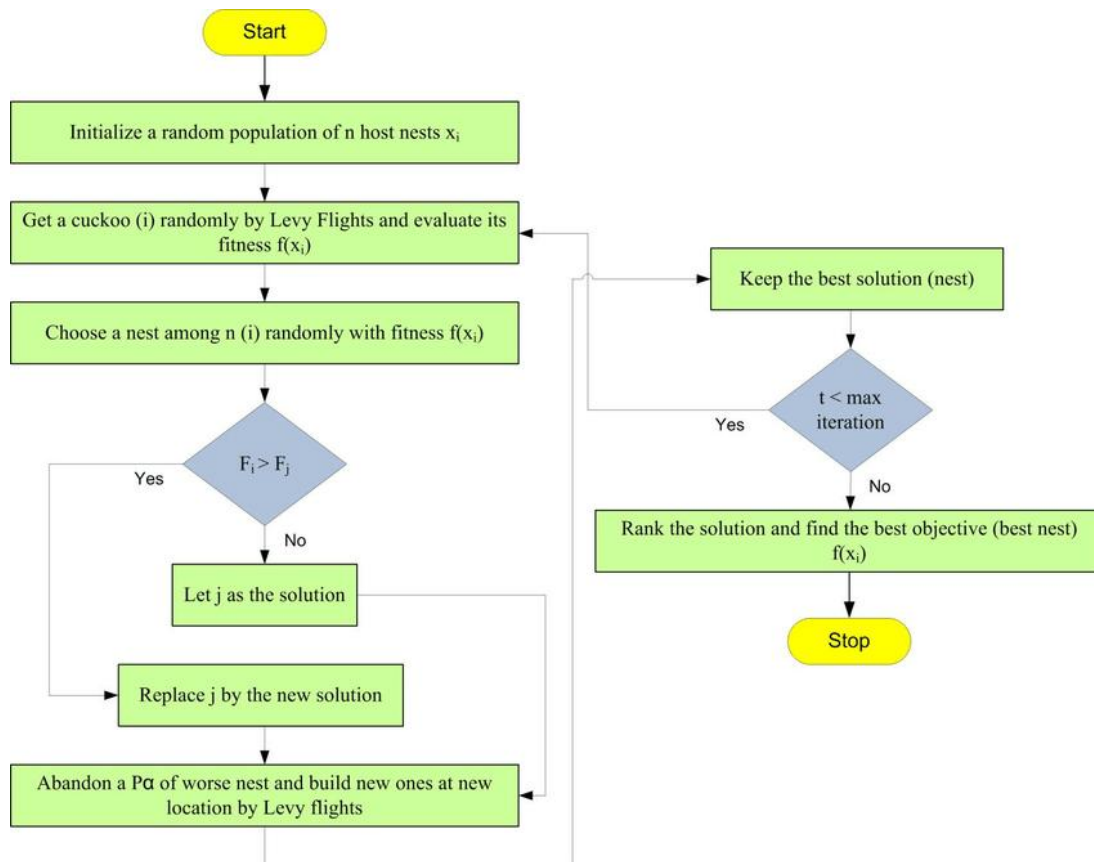 Start
Initialize a random population of n host nests xᵢ
Get a cuckoo (i) randomly by Levy Flights and evaluate its
fitness f(xᵢ)
Choose a nest among n (i) randomly with fitness f(xᵢ)
Fᵢ > Fⱼ
Yes
No
Let j as the solution
Replace j by the new solution
Abandon a Pα of worse nest and build new ones at new
location by Levy flights
Keep the best solution (nest)
t < max
iteration
Yes
No
Rank the solution and find the best objective (best nest)
f(xᵢ)
Stop